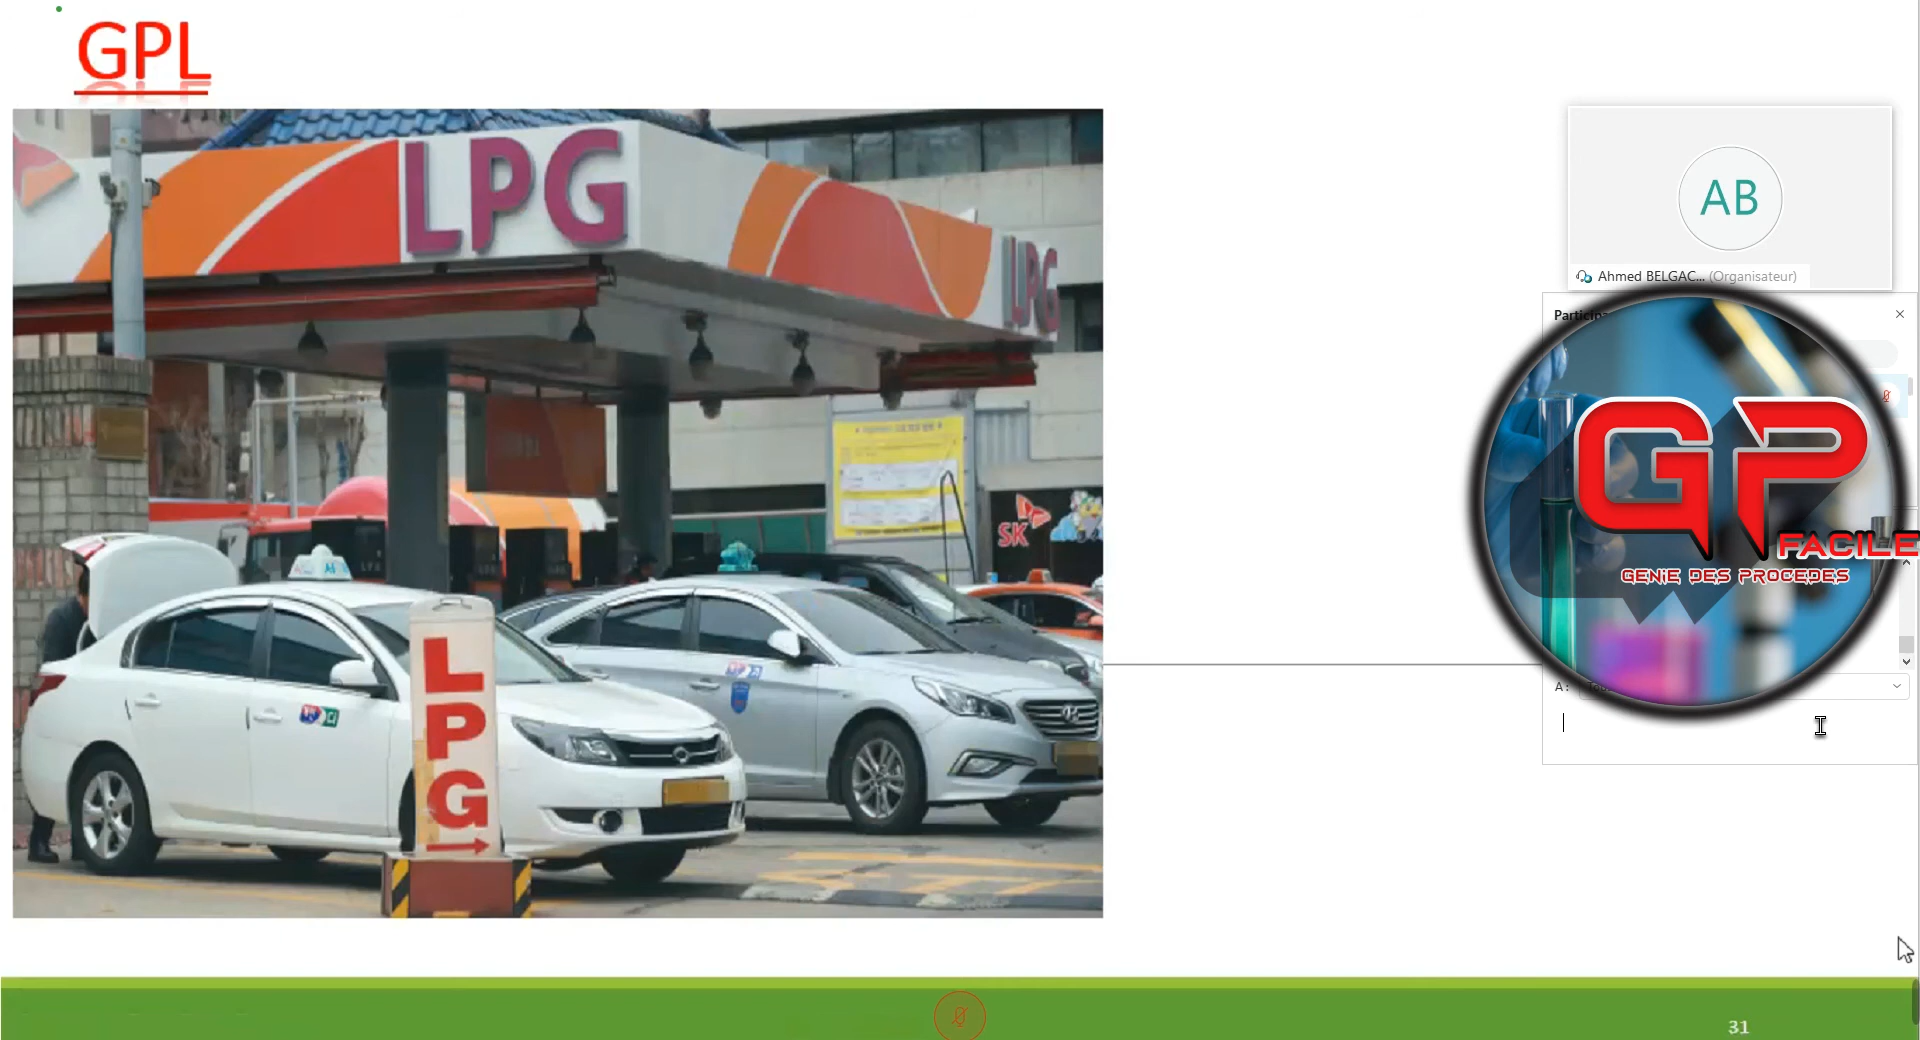 GPL
LPG
LPG
SK
LPG
AB
Ahmed BELGAC... (Organisateur)
GP
FACILE
GENIE DES PROCEDES
A:
31